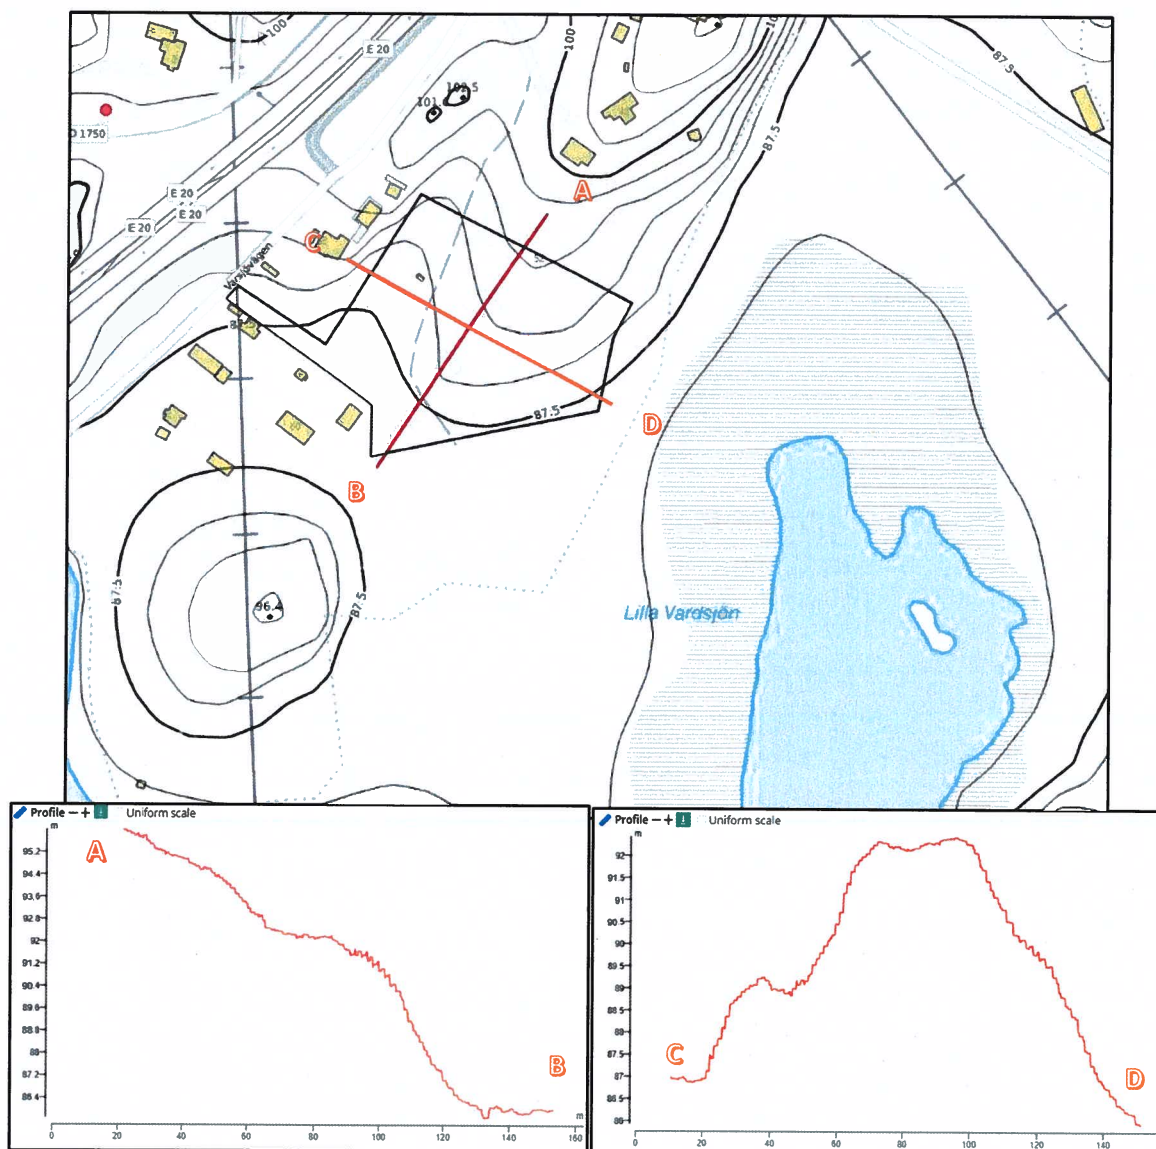 100
E 20
100
102.5
101.
87.5
D 1750
87.5
A
E 20
E 20
E 20
C
Varsjövägen
87.5
D
B
87.5
87.5
96.4
Lilla Vardsjön
Profile
Uniform scale
m
A
95.2
94.4
93.6
92.8
92
91.2
90.4
89.6
88.8
88
87.2
86.4
B
m
0 20 40 60 80 100 120 140 160
Profile
Uniform scale
m
92
91.5
91
90.5
90
89.5
89
88.5
88
87.5
87
86.5
86
C
D
0 20 40 60 80 100 120 140